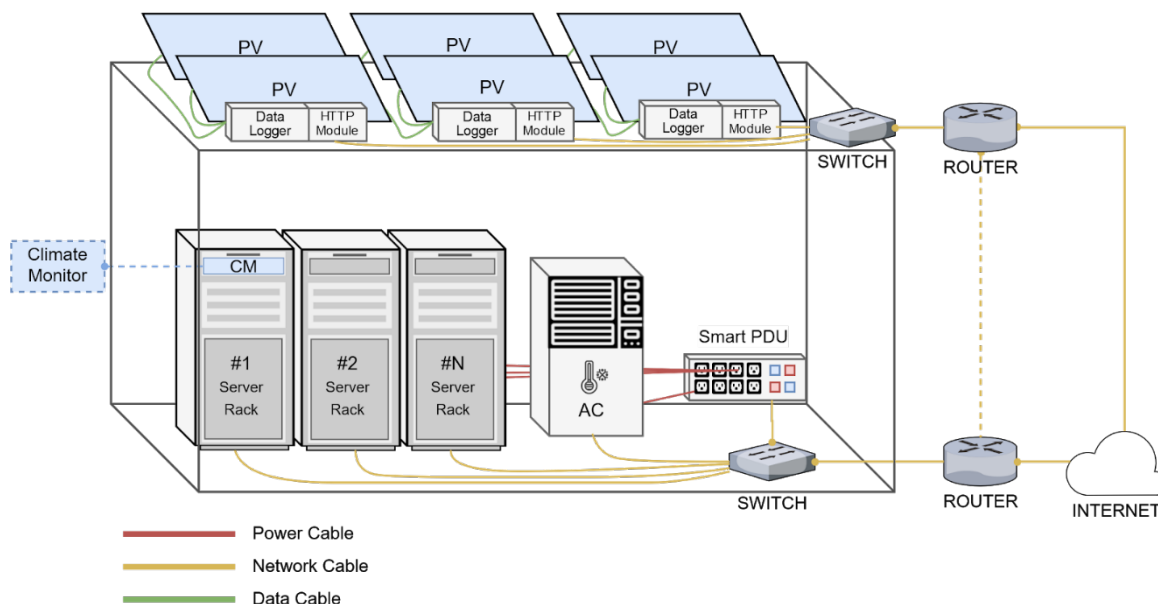 PV
PV
PV
PV
PV
PV
Data
Logger
HTTP
Module
Data
Logger
HTTP
Module
Data
Logger
HTTP
Module
SWITCH
ROUTER
Climate
Monitor
CM
#1
Server
Rack
#2
Server
Rack
#N
Server
Rack
AC
Smart PDU
SWITCH
ROUTER
INTERNET
Power Cable
Network Cable
Data Cable